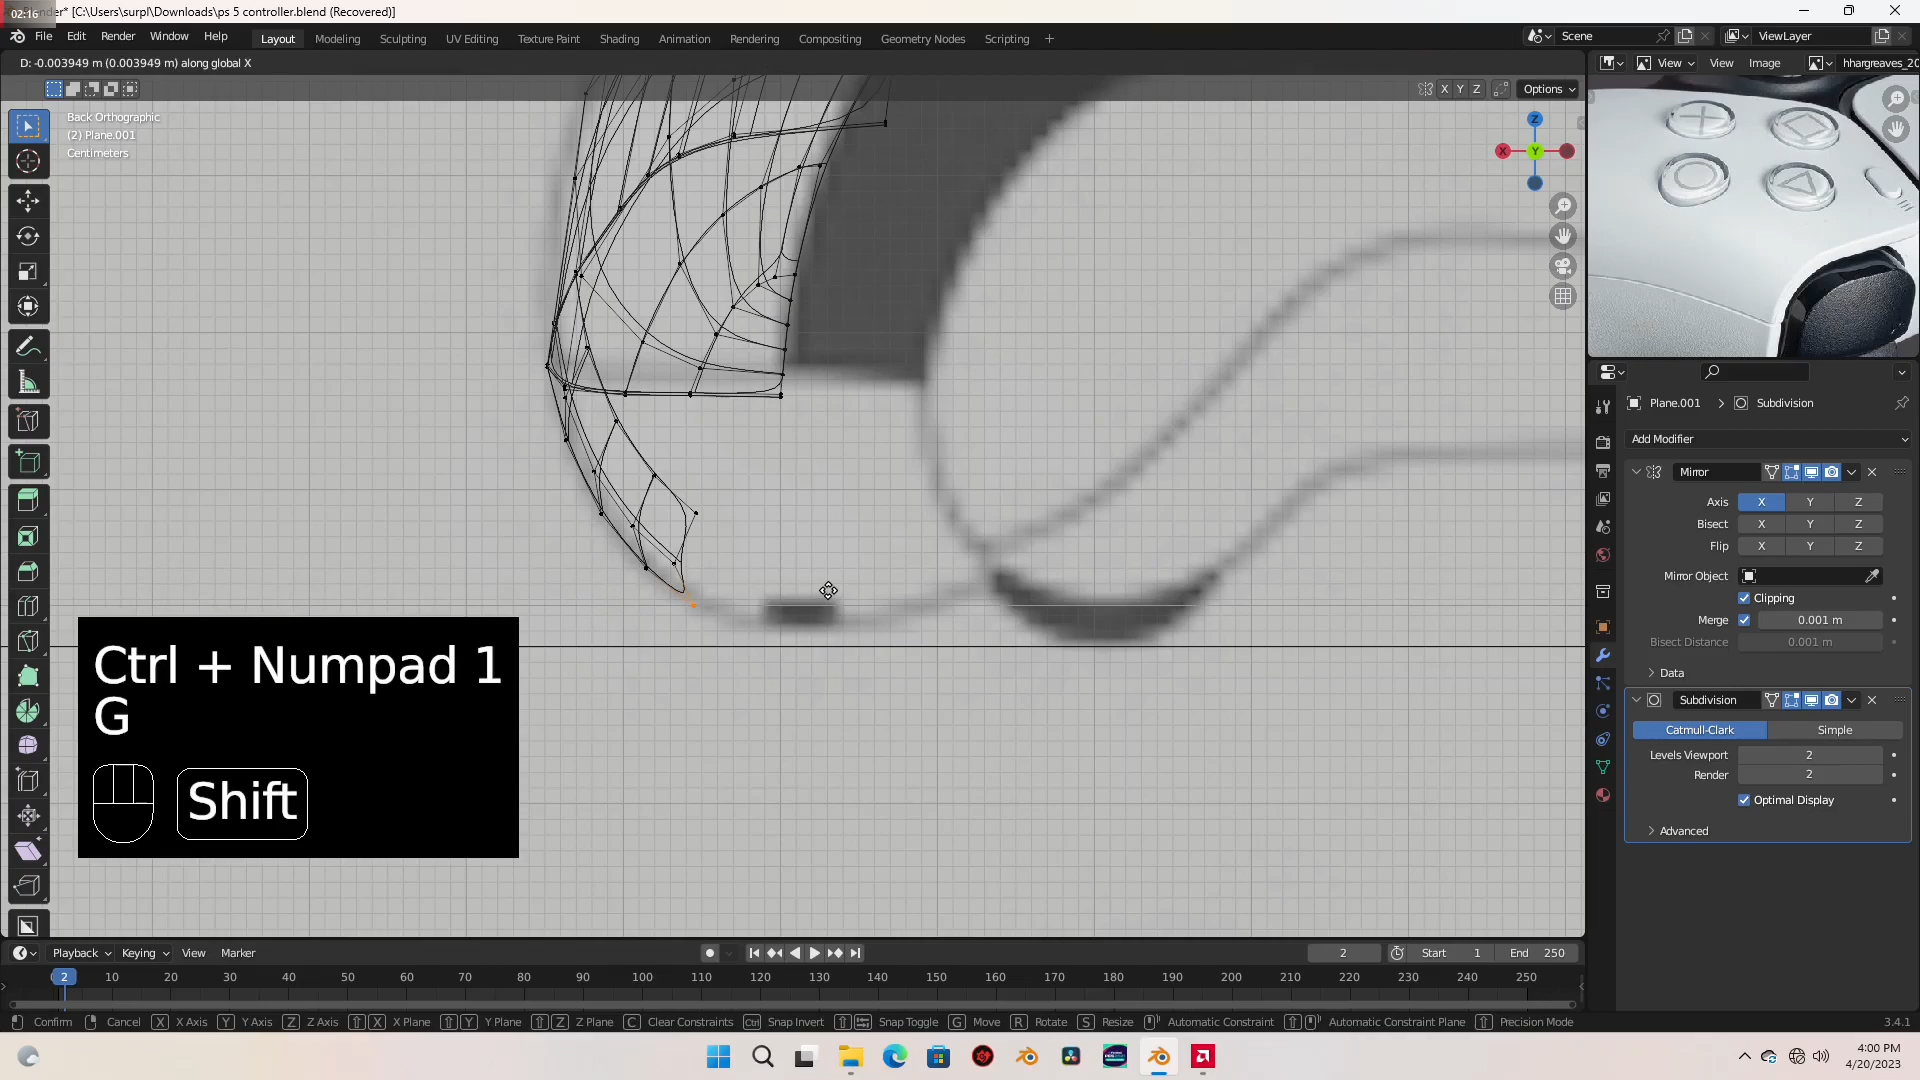 02:16
nder* [C:\Users\surpl\Downloads\ps 5 controller.blend (Recovered)]
File Edit Render Window Help
Layout Modeling Sculpting UV Editing Texture Paint Shading Animation Rendering Compositing Geometry Nodes Scripting +
Scene
ViewLayer
D: -0.003949 m (0.003949 m) along global X
View View Image hhargreaves_20
X Y Z Options
Back Orthographic
(2) Plane.001
Centimeters
Z
X Y
Plane.001 > Subdivision
Add Modifier
Mirror
Axis X Y Z
Bisect X Y Z
Flip X Y Z
Mirror Object
Clipping
Merge 0.001 m
Bisect Distance 0.001 m
Data
Subdivision
Catmull-Clark Simple
Levels Viewport 2
Render 2
Optimal Display
Advanced
Ctrl + Numpad 1
G
Shift
Playback Keying View Marker
2 Start 1 End 250
2 10 20 30 40 50 60 70 80 90 100 110 120 130 140 150 160 170 180 190 200 210 220 230 240 250
Confirm Cancel X X Axis Y Y Axis Z Z Axis X X Plane Y Y Plane Z Z Plane C Clear Constraints Ctrl Snap Invert Snap Toggle G Move R Rotate S Resize Automatic Constraint Automatic Constraint Plane Precision Mode 3.4.1
4:00 PM
4/20/2023